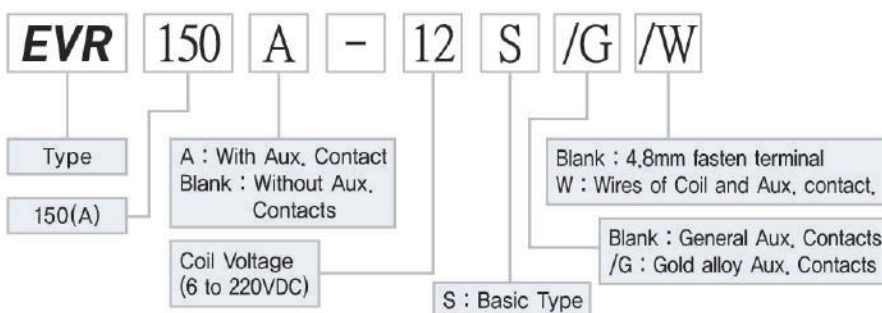 EVR 150 A - 12 S /G /W
Type
150(A)
A : With Aux. Contact
Blank : Without Aux.
Contacts
Coil Voltage
(6 to 220VDC)
S : Basic Type
Blank : 4.8mm fasten terminal
W : Wires of Coil and Aux. contact.
Blank : General Aux. Contacts
/G : Gold alloy Aux. Contacts